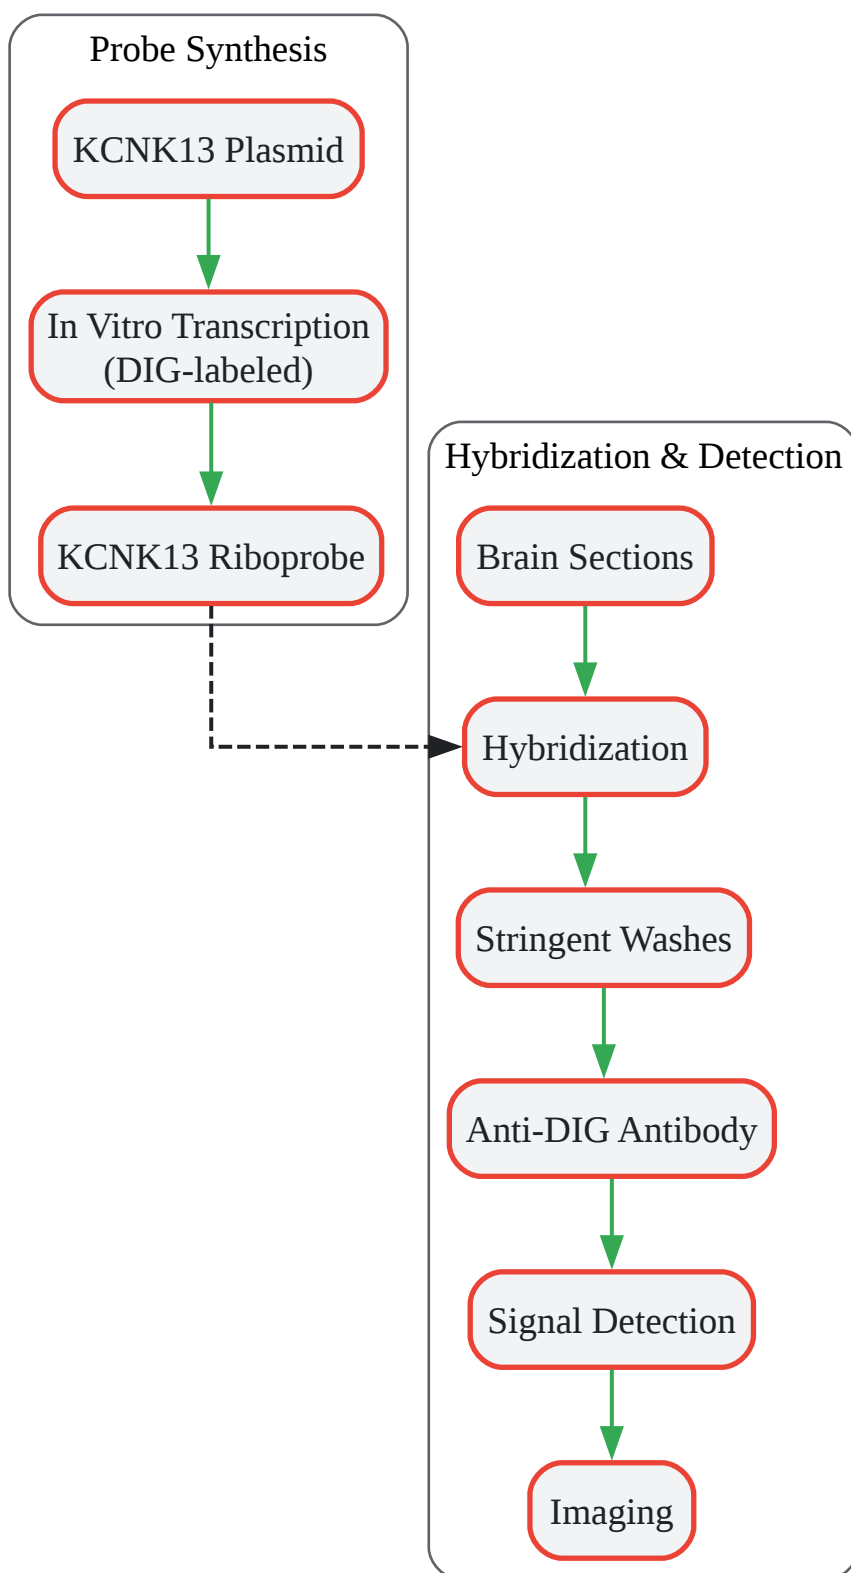 Probe Synthesis
KCNK13 Plasmid
In Vitro Transcription
(DIG-labeled)
KCNK13 Riboprobe
Hybridization & Detection
Brain Sections
Hybridization
Stringent Washes
Anti-DIG Antibody
Signal Detection
Imaging